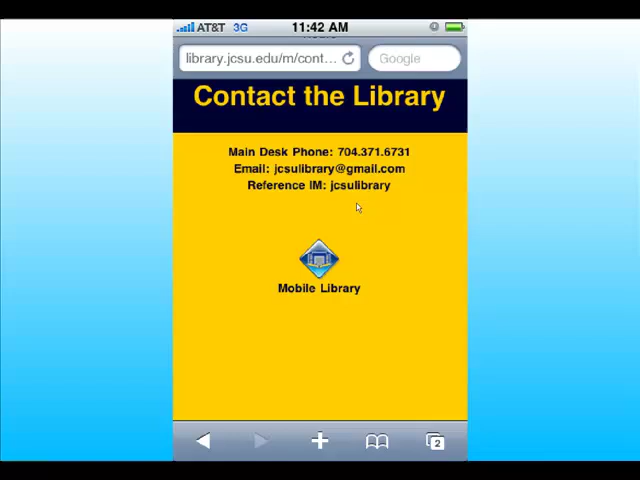 AT&T 3G 11:42 AM
library.jcsu.edu/m/cont... Google
Contact the Library
Main Desk Phone: 704.371.6731
Email: jcsulibrary@gmail.com
Reference IM: jcsulibrary
Mobile Library
2